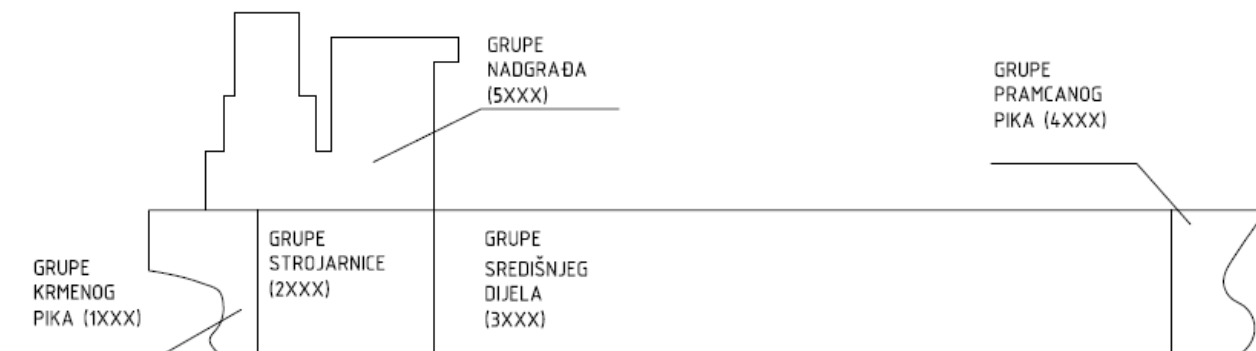 GRUPE
NADGRAĐA
(5XXX)
GRUPE
PRAMCANOG
PIKA (4XXX)
GRUPE
STROJARNICE
(2XXX)
GRUPE
SREDIŠNJEG
DIJELA
(3XXX)
GRUPE
KRMENOG
PIKA (1XXX)